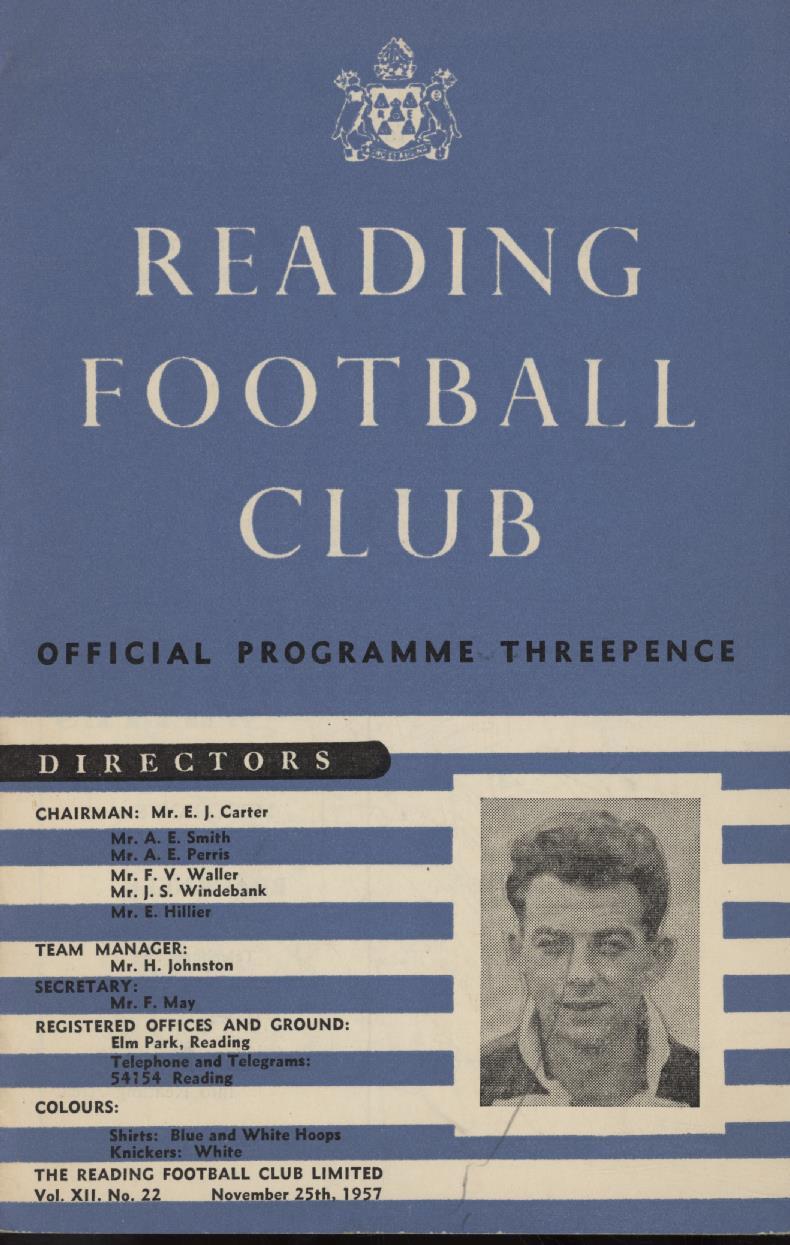 READING
FOOTBALL
CLUB
OFFICIAL PROGRAMME THREEPENCE
DIRECTORS
CHAIRMAN: Mr. E. J. Carter
Mr. A. E. Smith
Mr. A. E. Perris
Mr. F. V. Waller
Mr. J. S. Windebank
Mr. E. Hillier
TEAM MANAGER:
Mr. H. Johnston
SECRETARY:
Mr. F. May
REGISTERED OFFICES AND GROUND:
Elm Park, Reading
Telephone and Telegrams:
54154 Reading
COLOURS:
Shirts: Blue and White Hoops
Knickers: White
THE READING FOOTBALL CLUB LIMITED
Vol. XII. No. 22 November 25th, 1957